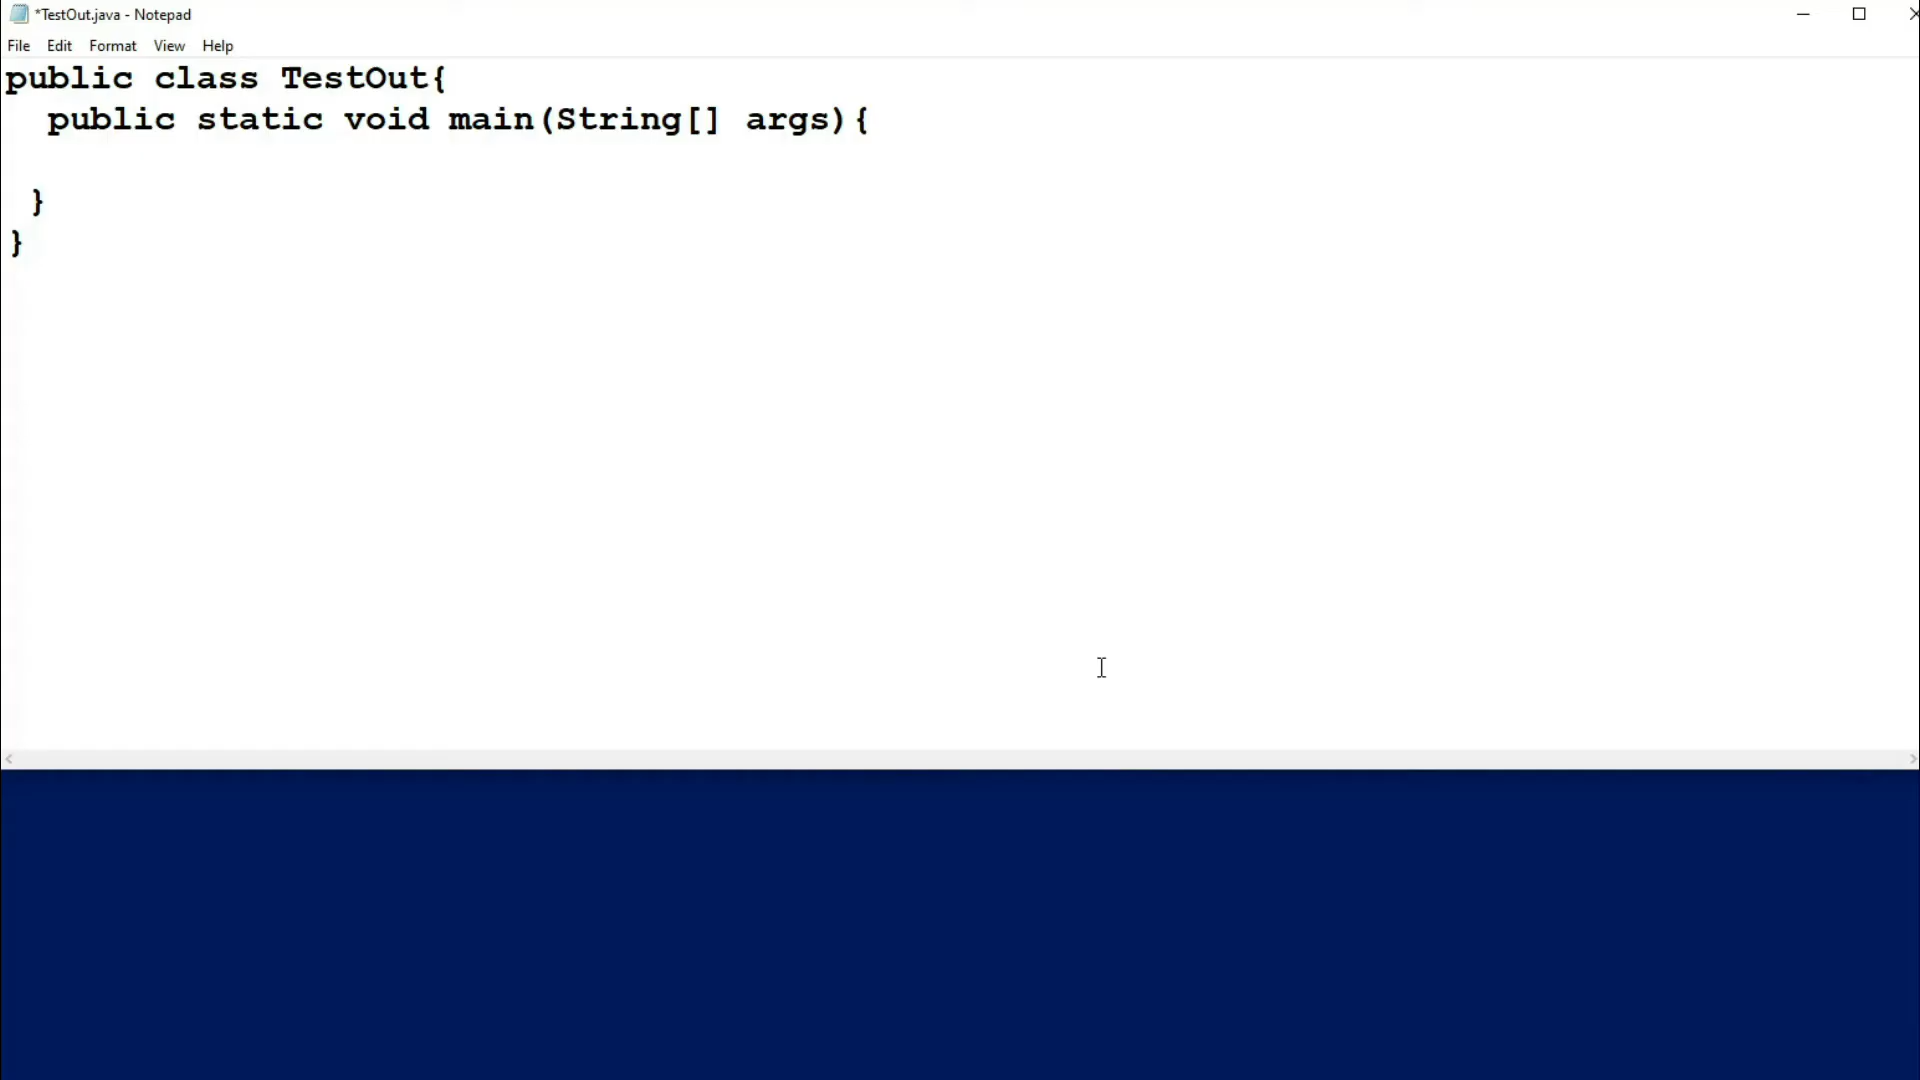 *TestOut.java - Notepad
File Edit Format View Help
public class TestOut{
public static void main(String[] args){
}
}